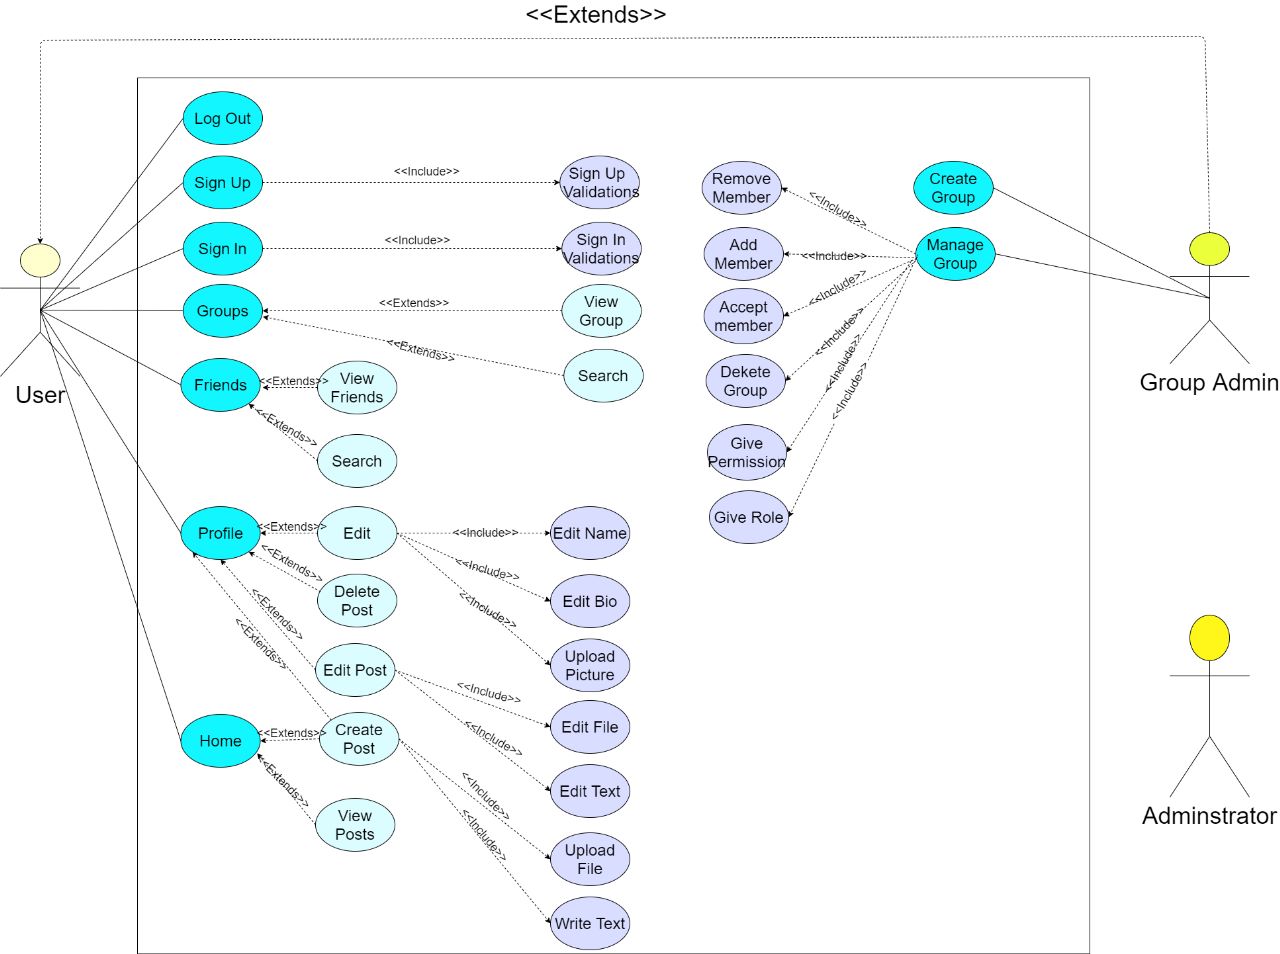 <<Extends>>
Log Out
Sign Up
<<Include>>
Sign Up
Validations
Remove
Member
<<Include>>
Create
Group
Sign In
<<Include>>
Sign In
Validations
Add
Member
<<Include>>
Manage
Group
Groups
<<Extends>>
View
Group
Accept
member
<<Include>>
<<Extends>>
Search
Dekete
Group
<<Include>>
User
Group Admin
Friends
<<Extends>>
View
Friends
<<Include>>
<<Include>>
<<Extends>>
Search
Give
Permission
Give Role
Profile
<<Extends>>
Edit
<<Include>>
Edit Name
<<Extends>>
Delete
Post
<<Include>>
Edit Bio
<<Extends>>
<<Include>>
<<Extends>>
Edit Post
Upload
Picture
<<Include>>
Edit File
Home
<<Extends>>
Create
Post
<<Include>>
Edit Text
<<Extends>>
View
Posts
<<Include>>
Upload
File
<<Include>>
Write Text
Adminstrator